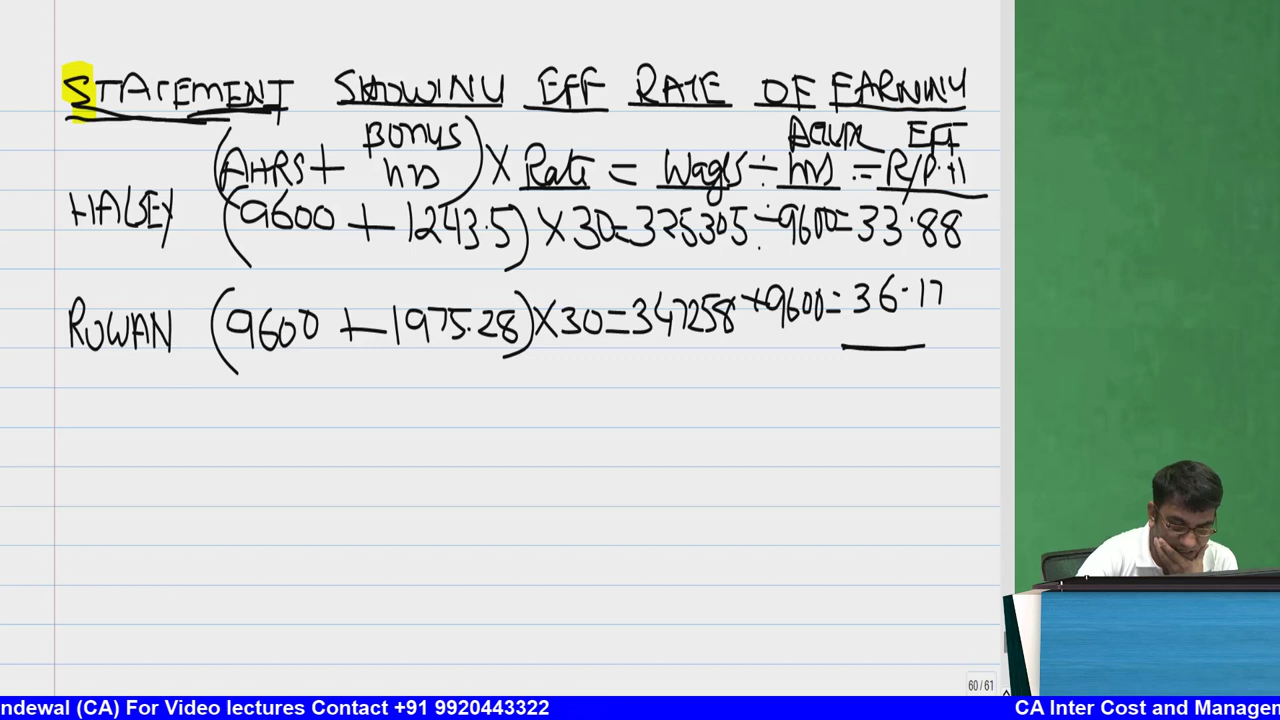 STATEMENT SHOWING EFF RATE OF EARNING
(AHRS + Bonus hrs) × Rate = Wages ÷ hrs = EFF R/P.H
HALSEY (9600 + 1243.5) × 30 = 325305 ÷ 9600 = 33.88
ROWAN (9600 + 1975.28) × 30 = 347258 ÷ 9600 = 36.17
60 / 61
ndewal (CA) For Video lectures Contact +91 9920443322
CA Inter Cost and Managen